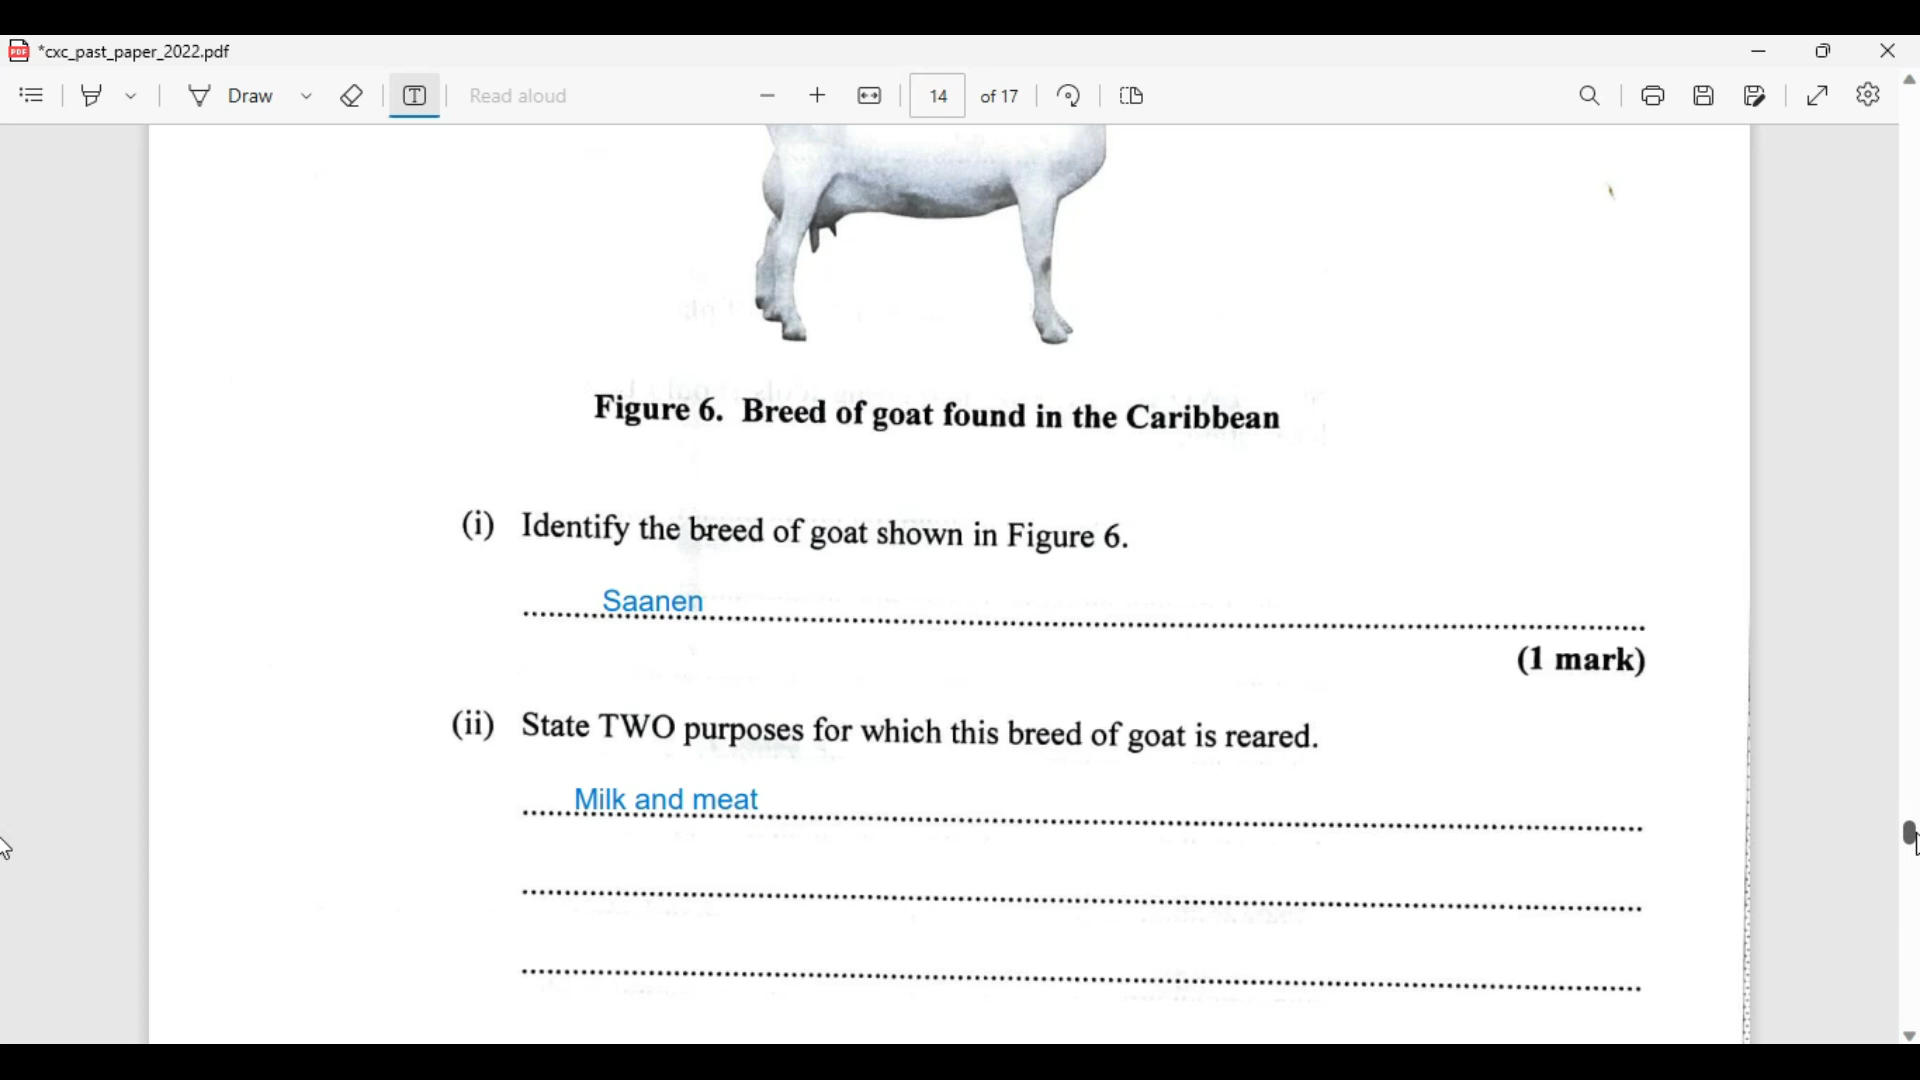 *cxc_past_paper_2022.pdf
Draw
Read aloud
14 of 17
Figure 6. Breed of goat found in the Caribbean
(i) Identify the breed of goat shown in Figure 6.
Saanen
(1 mark)
(ii) State TWO purposes for which this breed of goat is reared.
Milk and meat